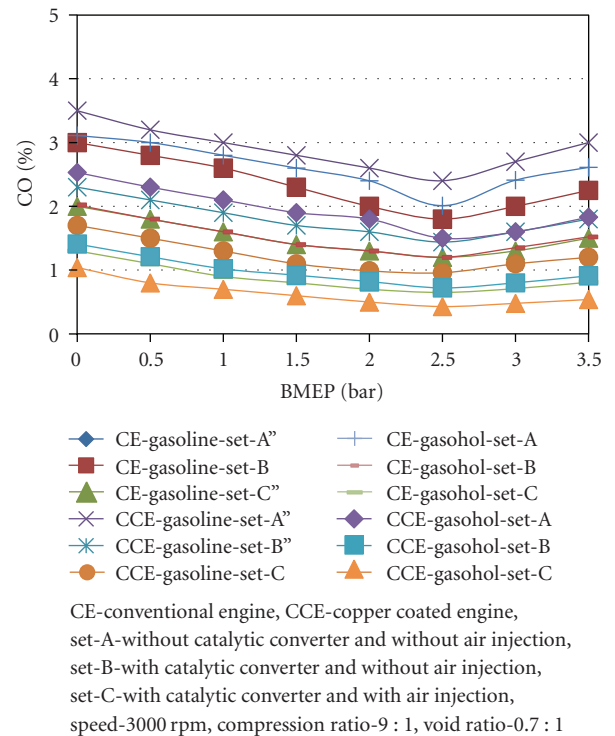 5
4
3
2
1
0
CO (%)
0 0.5 1 1.5 2 2.5 3 3.5
BMEP (bar)
CE-gasoline-set-A”
CE-gasoline-set-B
CE-gasoline-set-C”
CCE-gasoline-set-A”
CCE-gasoline-set-B”
CCE-gasoline-set-C
CE-gasohol-set-A
CE-gasohol-set-B
CE-gasohol-set-C
CCE-gasohol-set-A
CCE-gasohol-set-B
CCE-gasohol-set-C
CE-conventional engine, CCE-copper coated engine,
set-A-without catalytic converter and without air injection,
set-B-with catalytic converter and without air injection,
set-C-with catalytic converter and with air injection,
speed-3000 rpm, compression ratio-9 : 1, void ratio-0.7 : 1